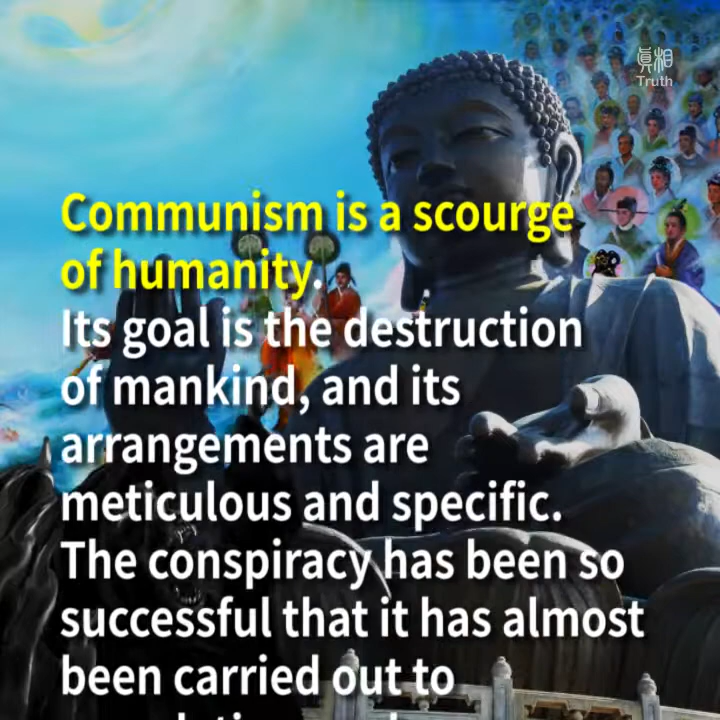 眞相
Truth
Communism is a scourge
of humanity.
Its goal is the destruction
of mankind, and its
arrangements are
meticulous and specific.
The conspiracy has been so
successful that it has almost
been carried out to